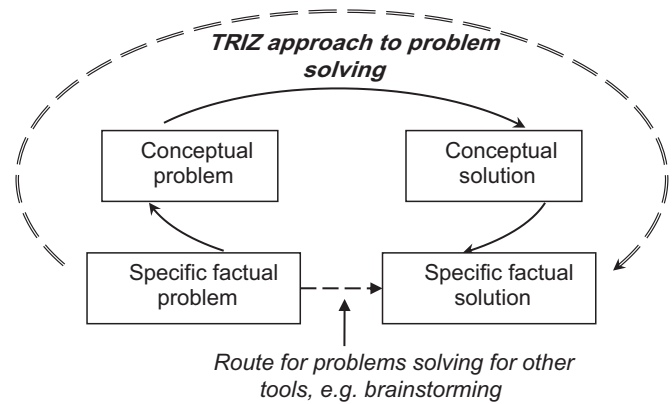 TRIZ approach to problem
solving
Conceptual
problem
Conceptual
solution
Specific factual
problem
Specific factual
solution
Route for problems solving for other
tools, e.g. brainstorming